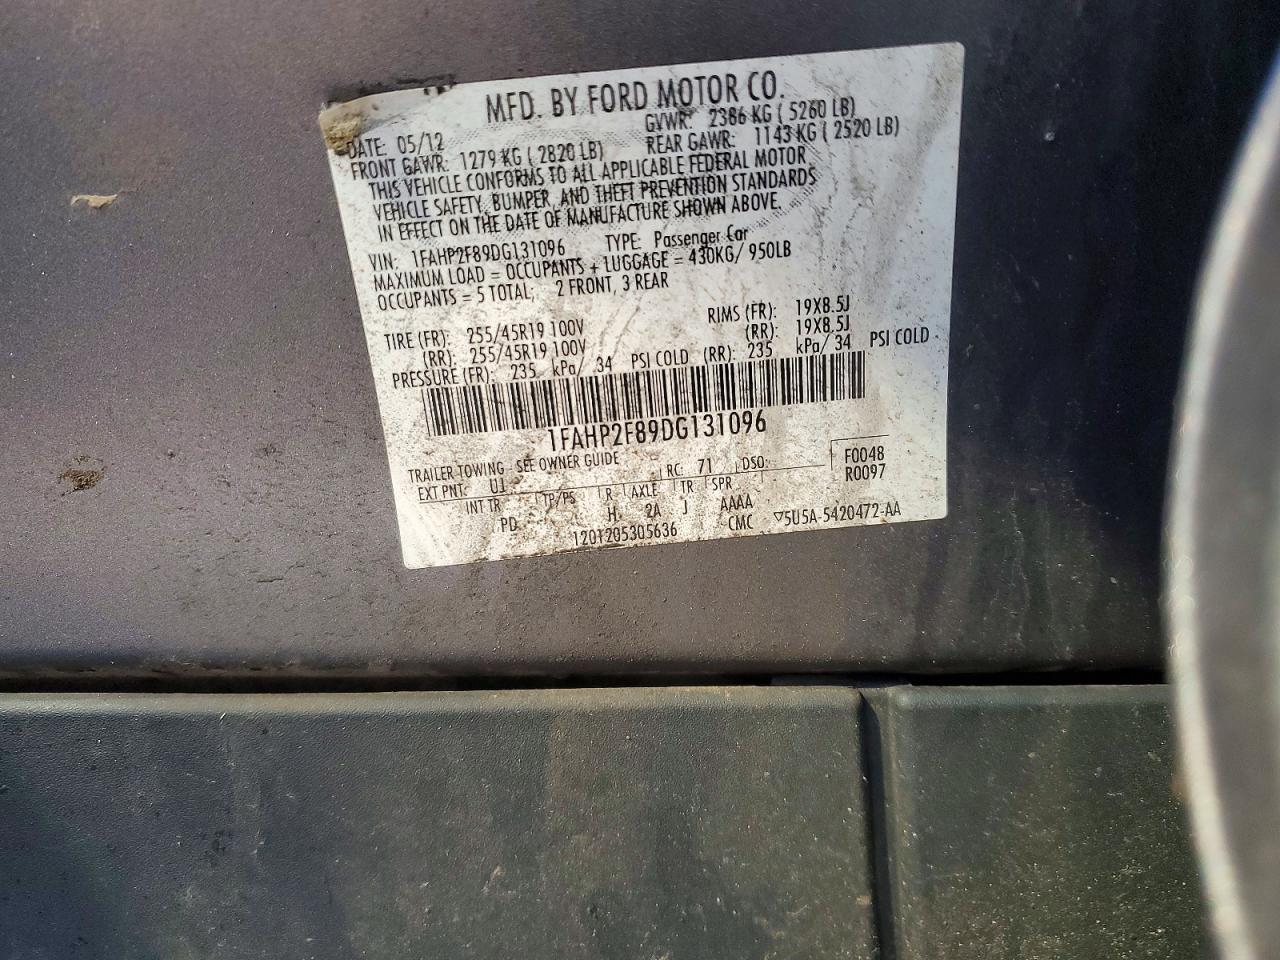 MFD. BY FORD MOTOR CO.
DATE: 05/12 GVWR: 2386 KG ( 5260 LB)
FRONT GAWR: 1279 KG ( 2820 LB) REAR GAWR: 1143 KG ( 2520 LB)
THIS VEHICLE CONFORMS TO ALL APPLICABLE FEDERAL MOTOR
VEHICLE SAFETY, BUMPER, AND THEFT PREVENTION STANDARDS
IN EFFECT ON THE DATE OF MANUFACTURE SHOWN ABOVE.
VIN: 1FAHP2F89DG131096 TYPE: Passenger Car
MAXIMUM LOAD = OCCUPANTS + LUGGAGE = 430KG/ 950LB
OCCUPANTS = 5 TOTAL, 2 FRONT, 3 REAR
TIRE (FR): 255/45R19 100V RIMS (FR): 19X8.5J
(RR): 255/45R19 100V (RR): 19X8.5J
PRESSURE (FR): 235 kPa/ 34 PSI COLD (RR): 235 kPa/ 34 PSI COLD
1FAHP2F89DG131096
TRAILER TOWING - SEE OWNER GUIDE
EXT PNT: UJ RC: 71 DSO: F0048
INT TR TP/PS R AXLE TR SPR R0097
PD H 2A J AAAA
1201205305636 CMC ▽5U5A-5420472-AA